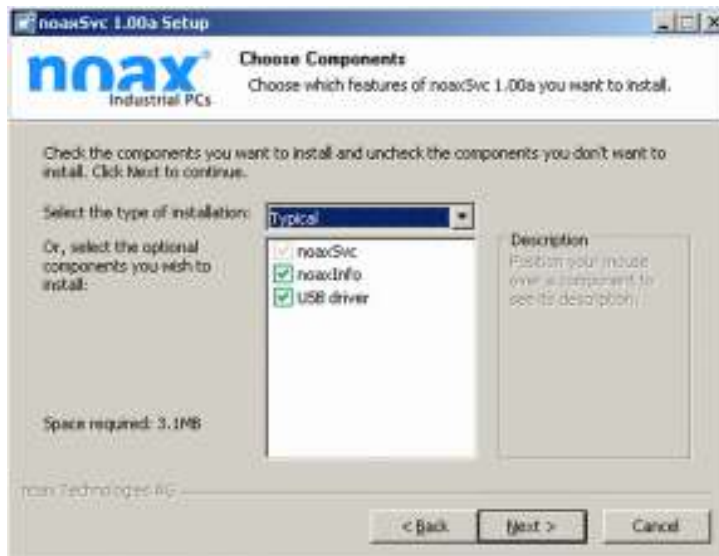 noaxSvc 1.00a Setup
noax
Industrial PCs
Choose Components
Choose which features of noaxSvc 1.00a you want to install.
Check the components you want to install and uncheck the components you don't want to
install. Click Next to continue.
Select the type of installation:
Typical
Or, select the optional
components you wish to
install:
noaxSvc
noaxInfo
USB driver
Description
Position your mouse
over a component to
see its description.
Space required: 3.1MB
noax Technologies AG
< Back
Next >
Cancel